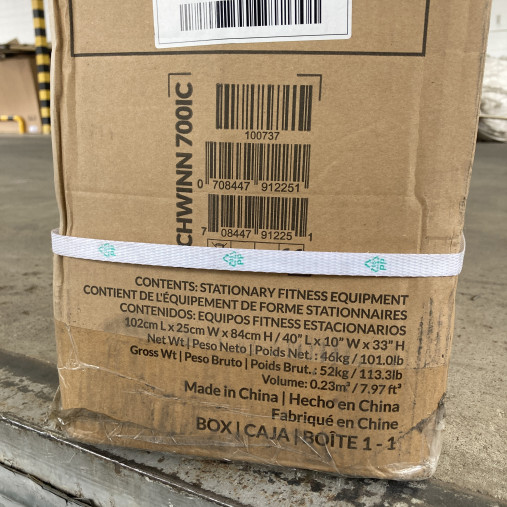 CHWINN 700IC
100737
0 708447 912251
7 08447 91225 1
CONTENTS: STATIONARY FITNESS EQUIPMENT
CONTIENT DE L'ÉQUIPEMENT DE FORME STATIONNAIRES
CONTENIDOS: EQUIPOS FITNESS ESTACIONARIOS
102cm L x 25cm W x 84cm H / 40" L x 10" W x 33" H
Net Wt | Peso Neto | Poids Net. : 46kg / 101.0lb
Gross Wt | Peso Bruto | Poids Brut. : 52kg / 113.3lb
Volume: 0.23m³ / 7.97 ft³
Made in China | Hecho en China
Fabriqué en Chine
BOX | CAJA | BOÎTE 1 - 1